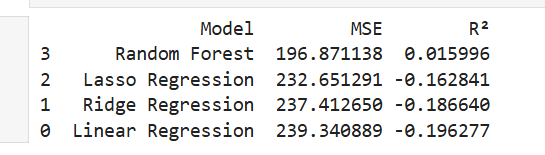 Model MSE R²
3 Random Forest 196.871138 0.015996
2 Lasso Regression 232.651291 -0.162841
1 Ridge Regression 237.412650 -0.186640
0 Linear Regression 239.340889 -0.196277